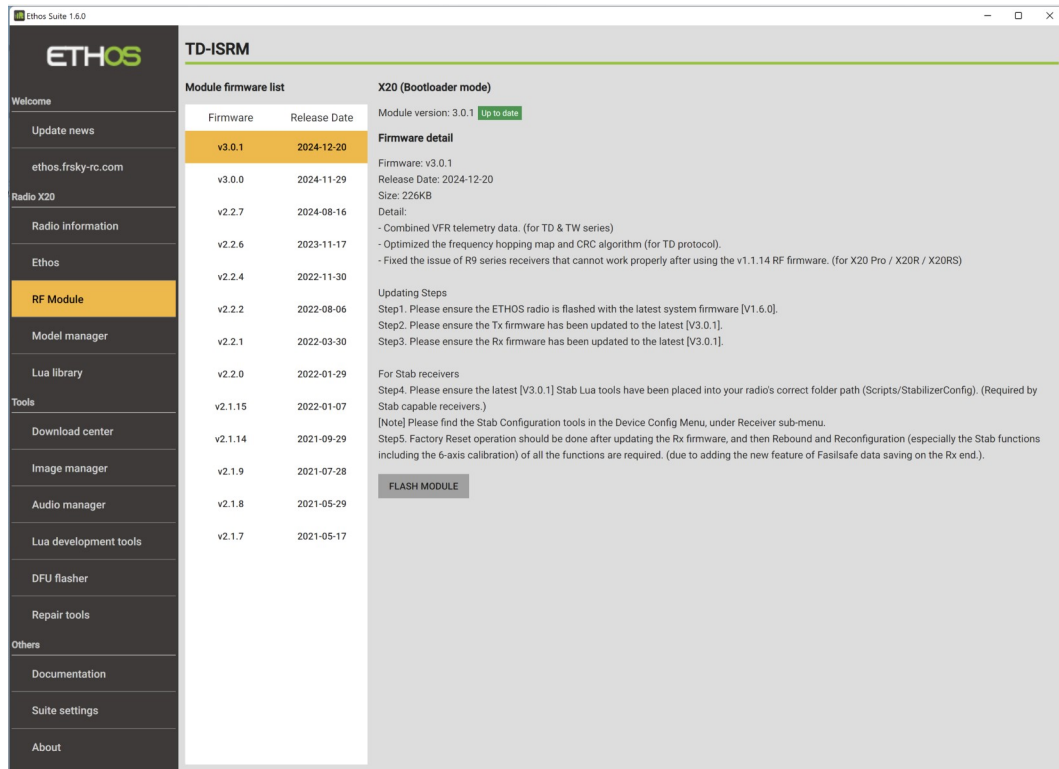 Ethos Suite 1.6.0
ETHOS
Welcome
Update news
ethos.frsky-rc.com
Radio X20
Radio information
Ethos
RF Module
Model manager
Lua library
Tools
Download center
Image manager
Audio manager
Lua development tools
DFU flasher
Repair tools
Others
Documentation
Suite settings
About
TD-ISRM
Module firmware list
Firmware Release Date
v3.0.1 2024-12-20
v3.0.0 2024-11-29
v2.2.7 2024-08-16
v2.2.6 2023-11-17
v2.2.4 2022-11-30
v2.2.2 2022-08-06
v2.2.1 2022-03-30
v2.2.0 2022-01-29
v2.1.15 2022-01-07
v2.1.14 2021-09-29
v2.1.9 2021-07-28
v2.1.8 2021-05-29
v2.1.7 2021-05-17
X20 (Bootloader mode)
Module version: 3.0.1 Up to date
Firmware detail
Firmware: v3.0.1
Release Date: 2024-12-20
Size: 226KB
Detail:
- Combined VFR telemetry data. (for TD & TW series)
- Optimized the frequency hopping map and CRC algorithm (for TD protocol).
- Fixed the issue of R9 series receivers that cannot work properly after using the v1.1.14 RF firmware. (for X20 Pro / X20R / X20RS)
Updating Steps
Step1. Please ensure the ETHOS radio is flashed with the latest system firmware [V1.6.0].
Step2. Please ensure the Tx firmware has been updated to the latest [V3.0.1].
Step3. Please ensure the Rx firmware has been updated to the latest [V3.0.1].
For Stab receivers
Step4. Please ensure the latest [V3.0.1] Stab Lua tools have been placed into your radio's correct folder path (Scripts/StabilizerConfig). (Required by
Stab capable receivers.)
[Note] Please find the Stab Configuration tools in the Device Config Menu, under Receiver sub-menu.
Step5. Factory Reset operation should be done after updating the Rx firmware, and then Rebound and Reconfiguration (especially the Stab functions
including the 6-axis calibration) of all the functions are required. (due to adding the new feature of Fasilsafe data saving on the Rx end.).
FLASH MODULE